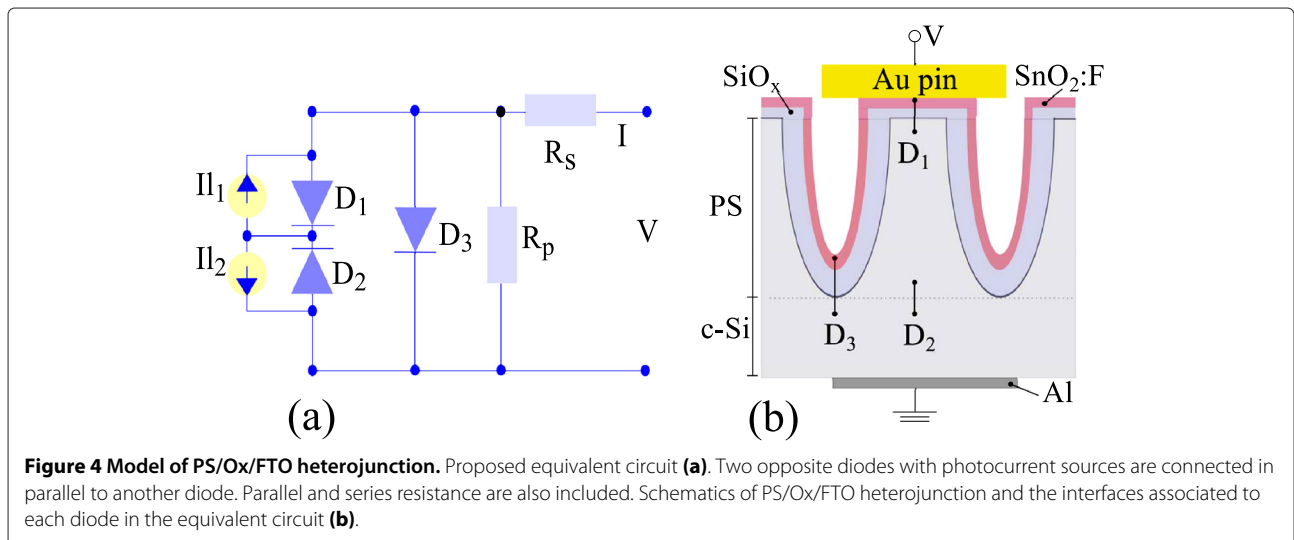 Il₁
Il₂
D₁
D₂
D₃
Rₚ
Rₛ
I
V
(a)
V
SiOₓ
Au pin
SnO₂:F
D₁
PS
c-Si
D₃
D₂
Al
(b)
Figure 4 Model of PS/Ox/FTO heterojunction. Proposed equivalent circuit (a). Two opposite diodes with photocurrent sources are connected in
parallel to another diode. Parallel and series resistance are also included. Schematics of PS/Ox/FTO heterojunction and the interfaces associated to
each diode in the equivalent circuit (b).